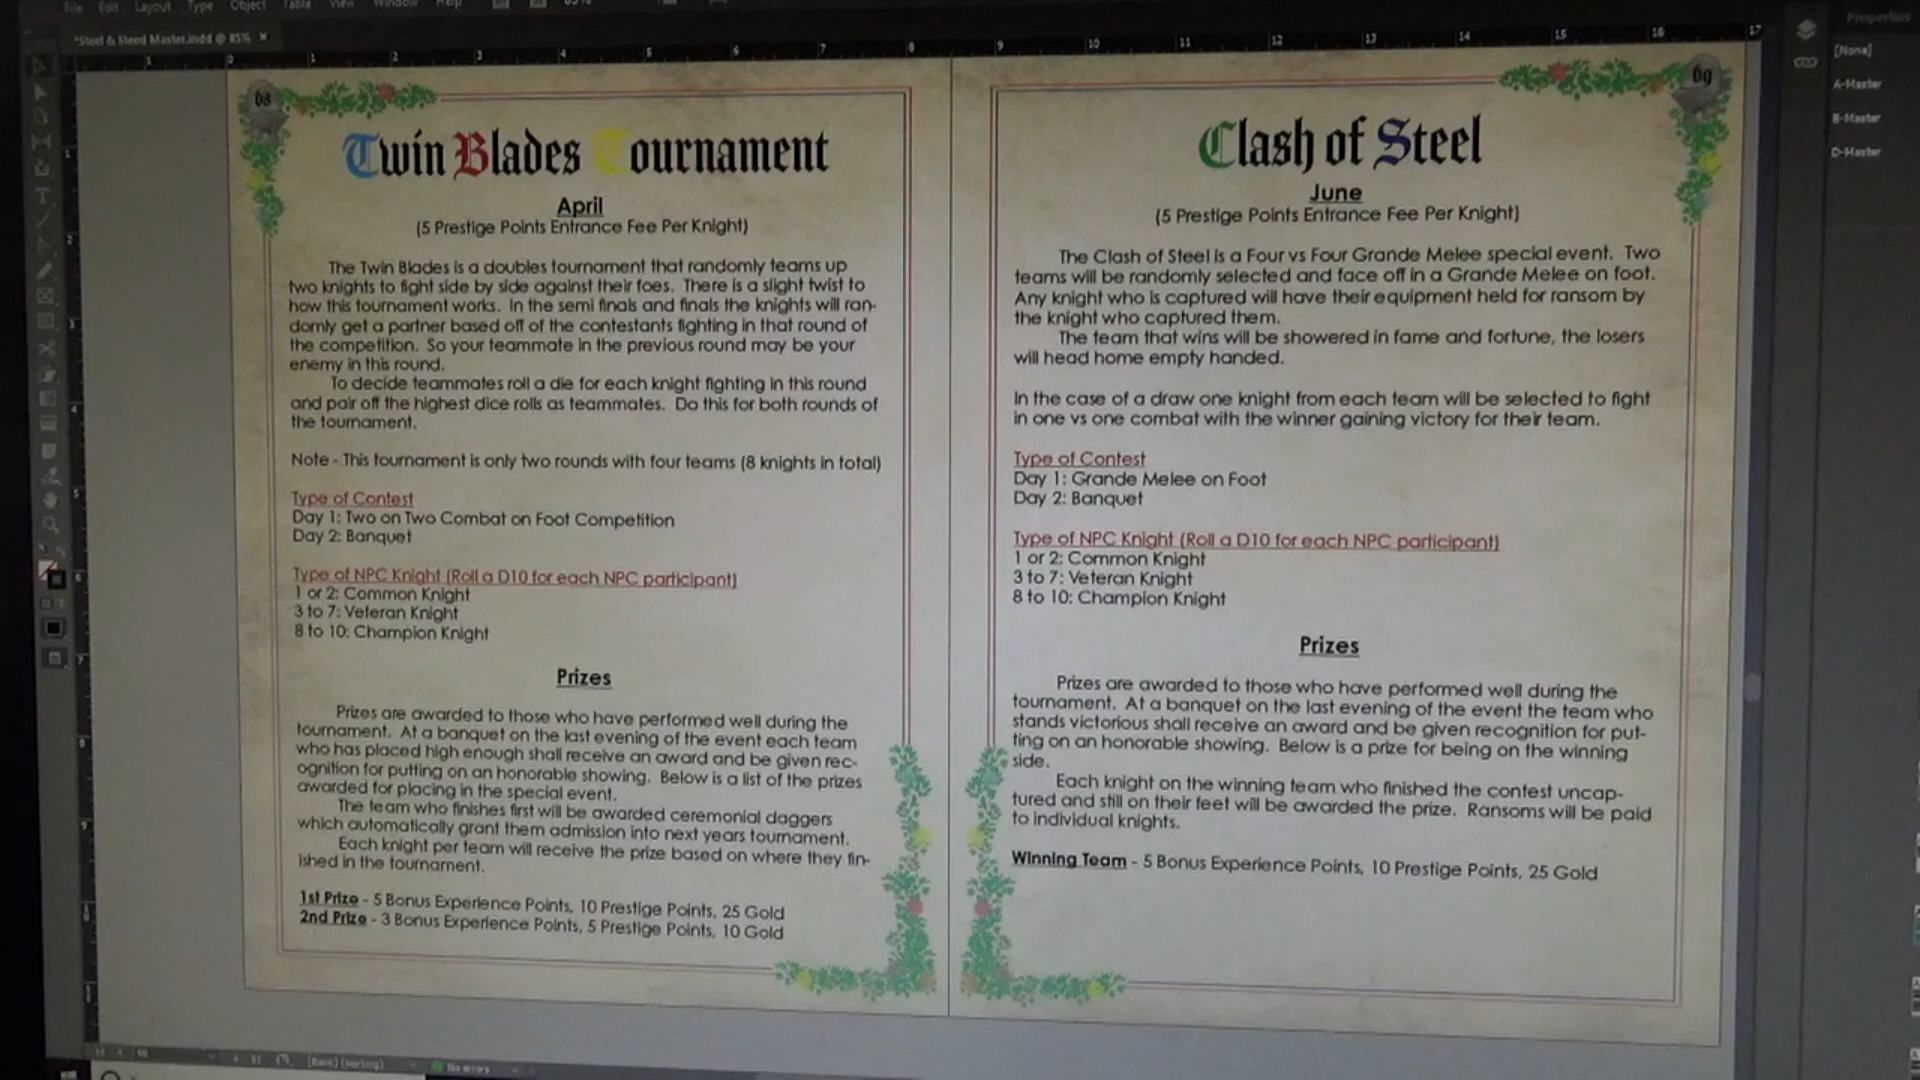 File Edit Layout Type Object Table View Window Help
*Steel & Steed Master.indd @ 85% ×
Properties
[None]
A-Master
B-Master
D-Master
68
Twin Blades Tournament
April
(5 Prestige Points Entrance Fee Per Knight)
The Twin Blades is a doubles tournament that randomly teams up
two knights to fight side by side against their foes. There is a slight twist to
how this tournament works. In the semi finals and finals the knights will ran-
domly get a partner based off of the contestants fighting in that round of
the competition. So your teammate in the previous round may be your
enemy in this round.
To decide teammates roll a die for each knight fighting in this round
and pair off the highest dice rolls as teammates. Do this for both rounds of
the tournament.
Note - This tournament is only two rounds with four teams (8 knights in total)
Type of Contest
Day 1: Two on Two Combat on Foot Competition
Day 2: Banquet
Type of NPC Knight (Roll a D10 for each NPC participant)
1 or 2: Common Knight
3 to 7: Veteran Knight
8 to 10: Champion Knight
Prizes
Prizes are awarded to those who have performed well during the
tournament. At a banquet on the last evening of the event each team
who has placed high enough shall receive an award and be given rec-
ognition for putting on an honorable showing. Below is a list of the prizes
awarded for placing in the special event.
The team who finishes first will be awarded ceremonial daggers
which automatically grant them admission into next years tournament.
Each knight per team will receive the prize based on where they fin-
ished in the tournament.
1st Prize - 5 Bonus Experience Points, 10 Prestige Points, 25 Gold
2nd Prize - 3 Bonus Experience Points, 5 Prestige Points, 10 Gold
69
Clash of Steel
June
(5 Prestige Points Entrance Fee Per Knight)
The Clash of Steel is a Four vs Four Grande Melee special event. Two
teams will be randomly selected and face off in a Grande Melee on foot.
Any knight who is captured will have their equipment held for ransom by
the knight who captured them.
The team that wins will be showered in fame and fortune, the losers
will head home empty handed.
In the case of a draw one knight from each team will be selected to fight
in one vs one combat with the winner gaining victory for their team.
Type of Contest
Day 1: Grande Melee on Foot
Day 2: Banquet
Type of NPC Knight (Roll a D10 for each NPC participant)
1 or 2: Common Knight
3 to 7: Veteran Knight
8 to 10: Champion Knight
Prizes
Prizes are awarded to those who have performed well during the
tournament. At a banquet on the last evening of the event the team who
stands victorious shall receive an award and be given recognition for put-
ting on an honorable showing. Below is a prize for being on the winning
side.
Each knight on the winning team who finished the contest uncap-
tured and still on their feet will be awarded the prize. Ransoms will be paid
to individual knights.
Winning Team - 5 Bonus Experience Points, 10 Prestige Points, 25 Gold
[Basic] (working)
No errors